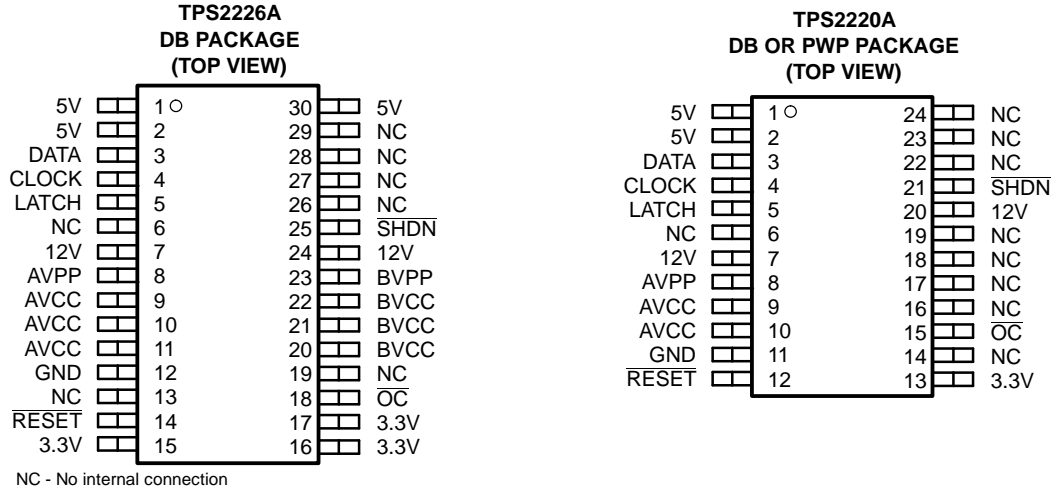 TPS2226A
DB PACKAGE
(TOP VIEW)
5V 1 30 5V
5V 2 29 NC
DATA 3 28 NC
CLOCK 4 27 NC
LATCH 5 26 NC
NC 6 25 S̅H̅D̅N̅
12V 7 24 12V
AVPP 8 23 BVPP
AVCC 9 22 BVCC
AVCC 10 21 BVCC
AVCC 11 20 BVCC
GND 12 19 NC
NC 13 18 O̅C̅
R̅E̅S̅E̅T̅ 14 17 3.3V
3.3V 15 16 3.3V
NC - No internal connection
TPS2220A
DB OR PWP PACKAGE
(TOP VIEW)
5V 1 24 NC
5V 2 23 NC
DATA 3 22 NC
CLOCK 4 21 S̅H̅D̅N̅
LATCH 5 20 12V
NC 6 19 NC
12V 7 18 NC
AVPP 8 17 NC
AVCC 9 16 NC
AVCC 10 15 O̅C̅
GND 11 14 NC
R̅E̅S̅E̅T̅ 12 13 3.3V